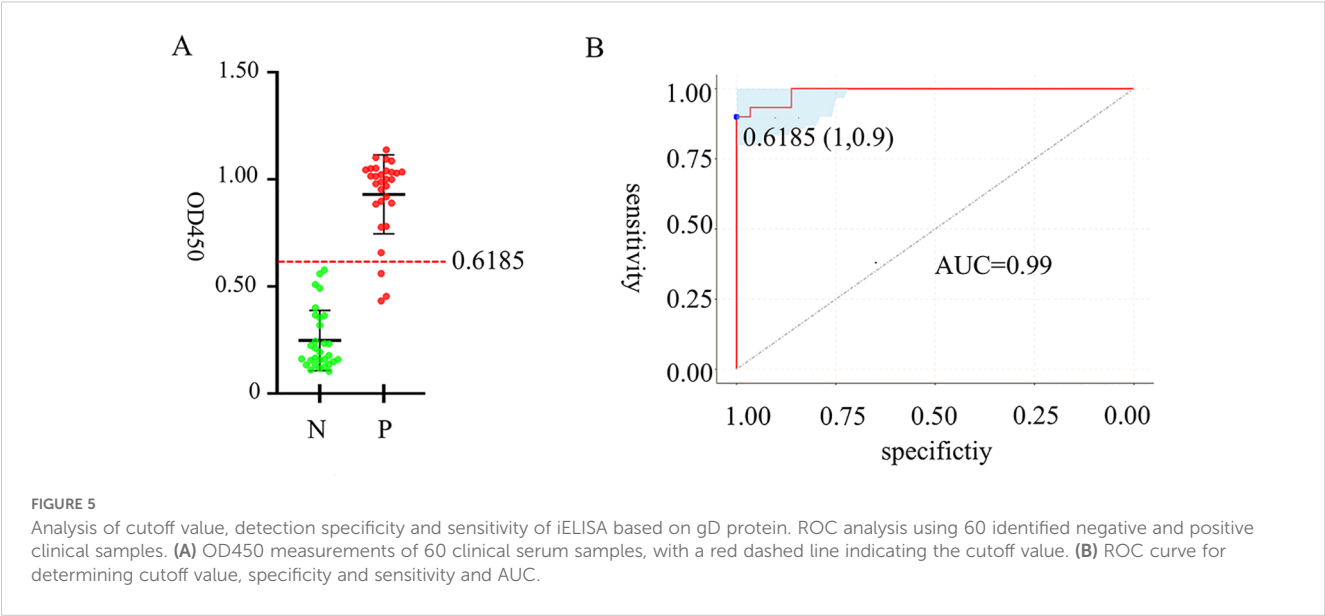 A
1.50
1.00
0.50
0
OD450
0.6185
N
P
B
1.00
0.75
0.50
0.25
0.00
sensitivity
0.6185 (1,0.9)
AUC=0.99
1.00 0.75 0.50 0.25 0.00
specifictiy
FIGURE 5
Analysis of cutoff value, detection specificity and sensitivity of iELISA based on gD protein. ROC analysis using 60 identified negative and positive
clinical samples. (A) OD450 measurements of 60 clinical serum samples, with a red dashed line indicating the cutoff value. (B) ROC curve for
determining cutoff value, specificity and sensitivity and AUC.